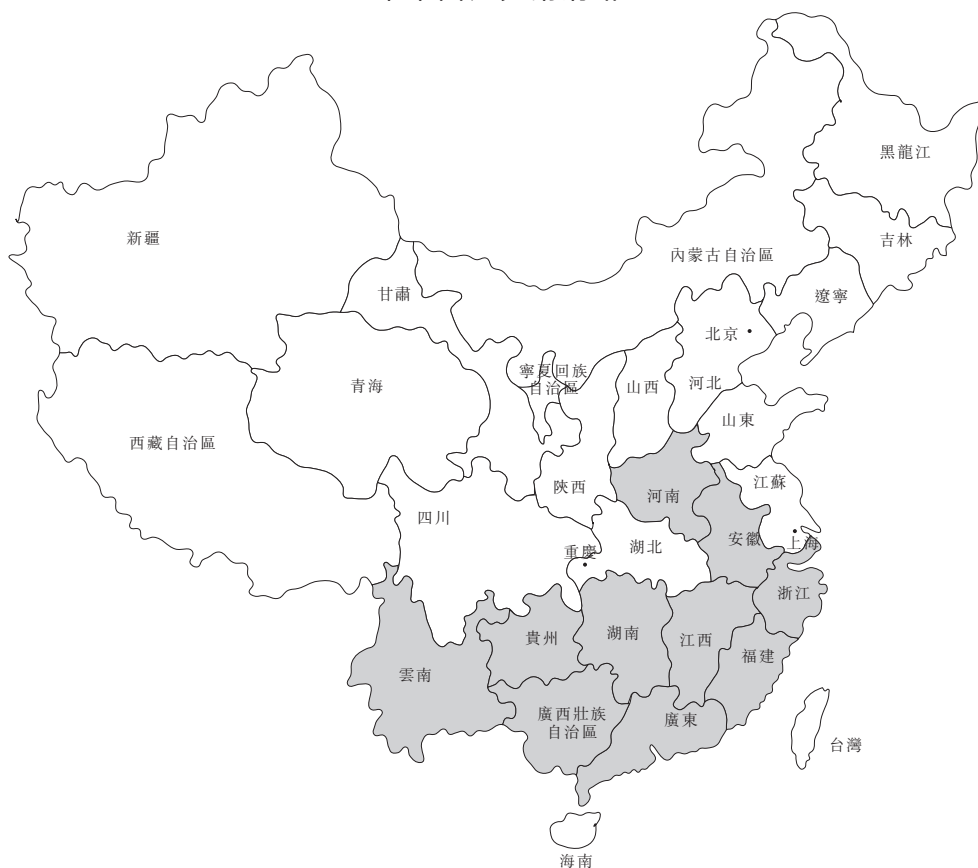 黑龍江
吉林
新疆
內蒙古自治區
遼寧
甘肅
北京
寧夏回族
自治區
青海
山西
河北
山東
西藏自治區
陝西
江蘇
河南
四川
安徽
上海
湖北
重慶
浙江
貴州
湖南
江西
福建
雲南
廣西壯族
自治區
廣東
台灣
海南